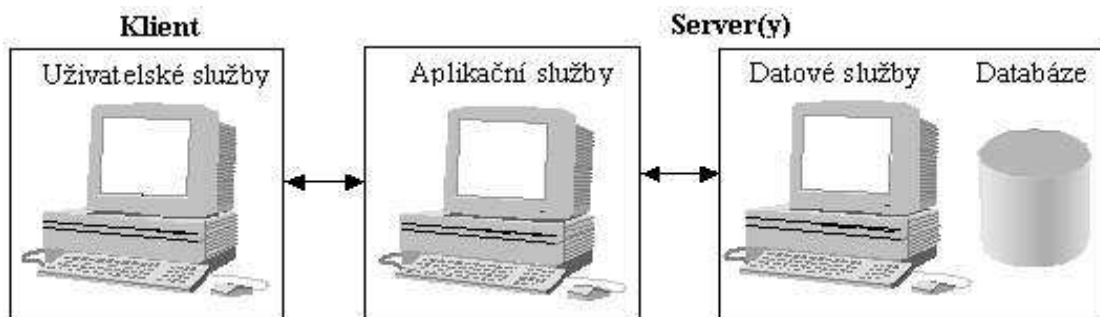 Klient
Server(y)
Uživatelské služby
Aplikační služby
Datové služby
Databáze